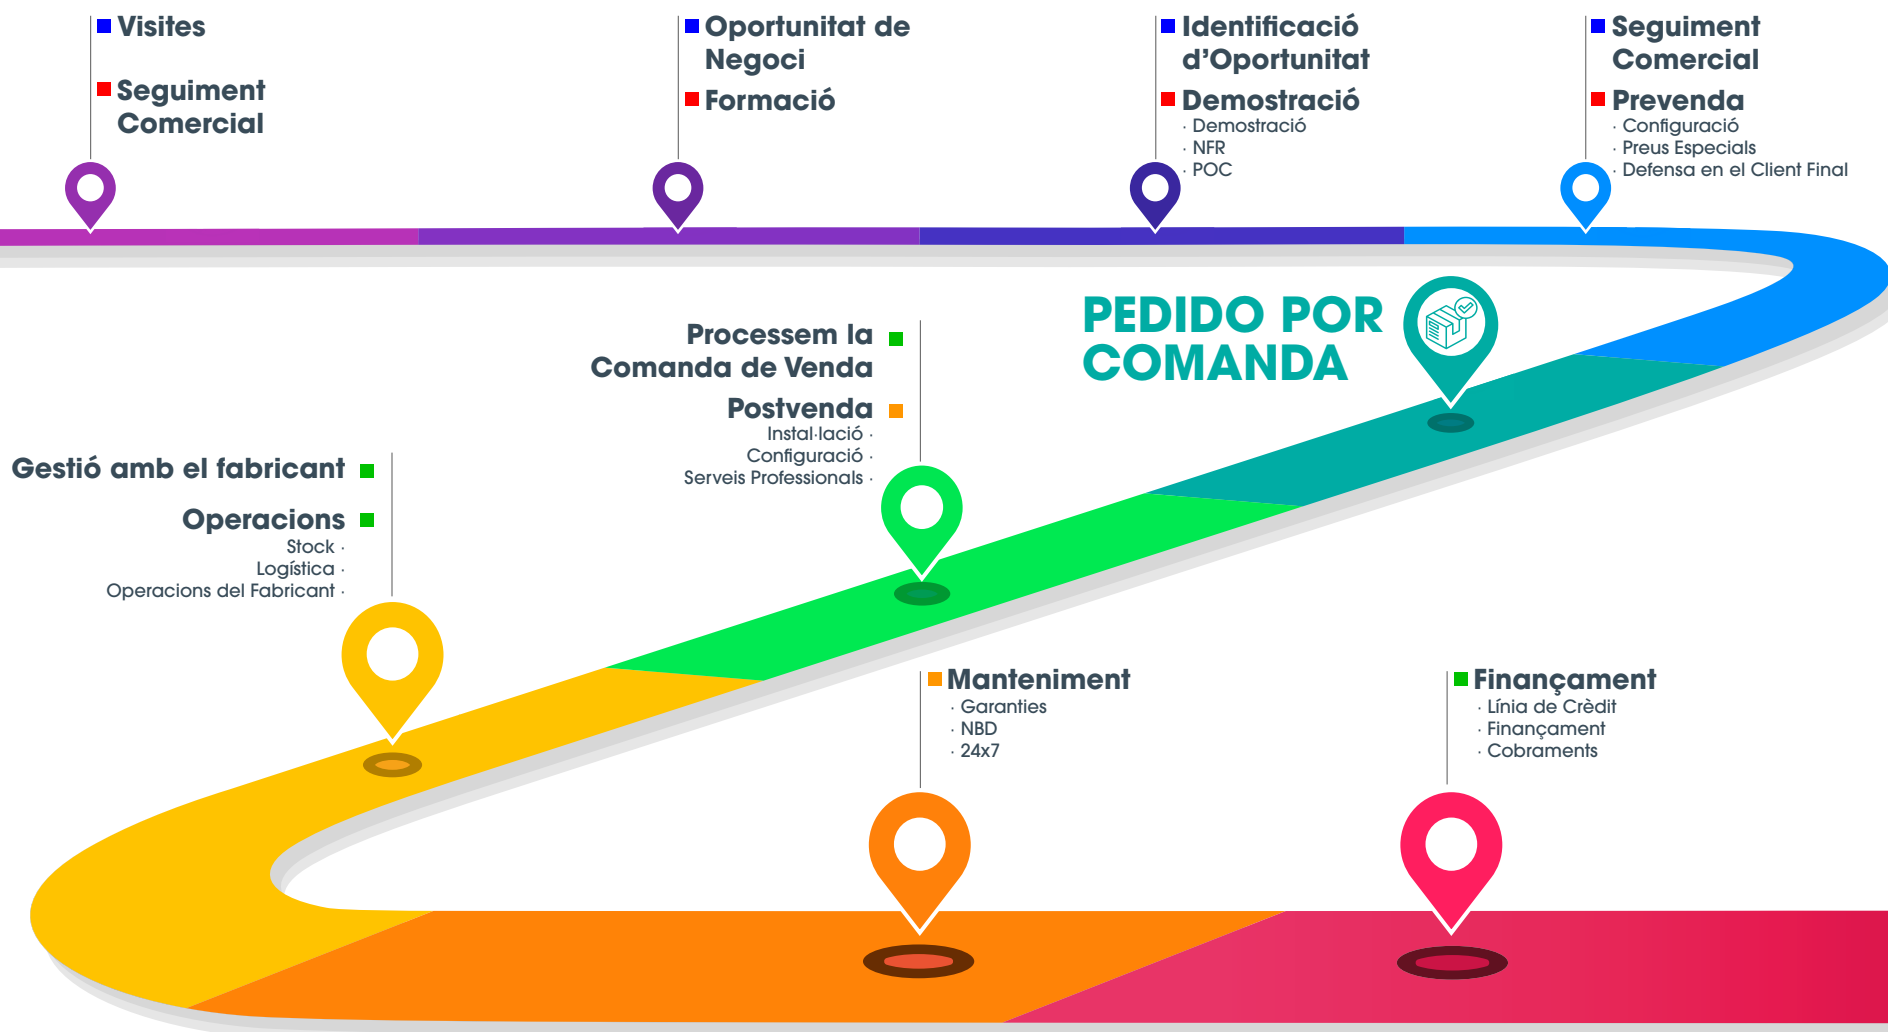 Visites
Seguiment
Comercial
Oportunitat de
Negoci
Formació
Identificació
d’Oportunitat
Demostració
· Demostració
· NFR
· POC
Seguiment
Comercial
Prevenda
· Configuració
· Preus Especials
· Defensa en el Client Final
PEDIDO POR
COMANDA
Processem la
Comanda de Venda
Postvenda
Instal·lació ·
Configuració ·
Serveis Professionals ·
Gestió amb el fabricant
Operacions
Stock ·
Logística ·
Operacions del Fabricant ·
Manteniment
· Garanties
· NBD
· 24x7
Finançament
· Línia de Crèdit
· Finançament
· Cobraments